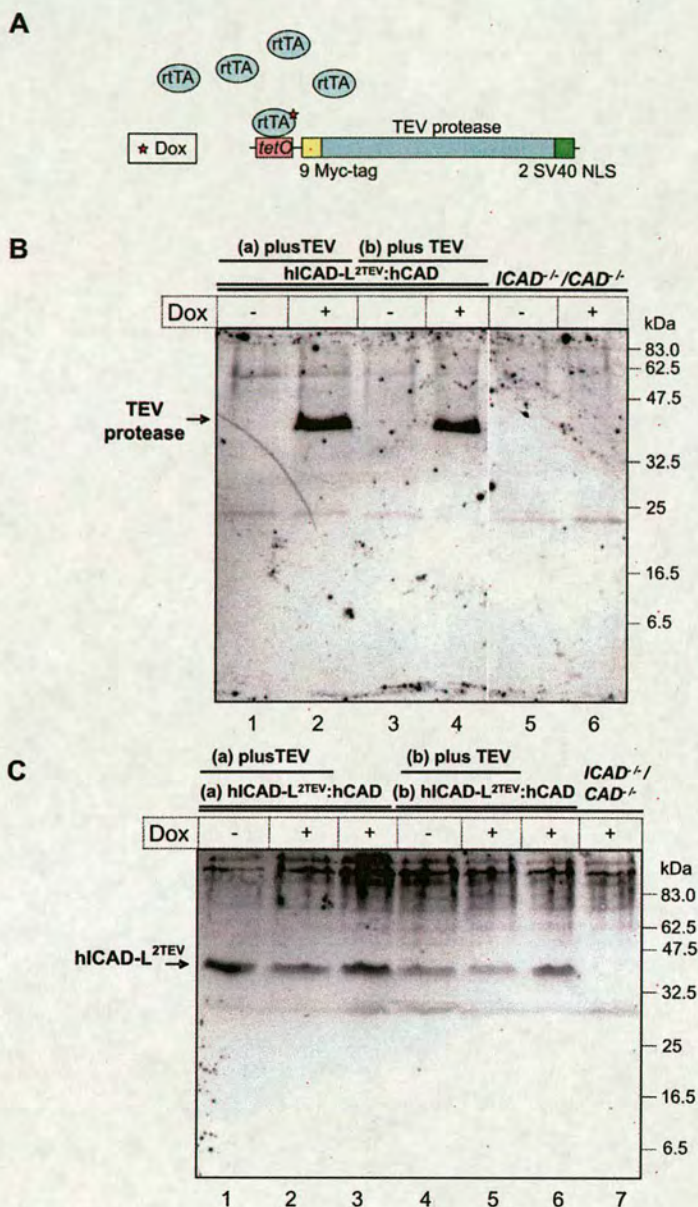 A
rtTA
rtTA rtTA
rtTA
rtTA
TEV protease
★ Dox
tetO
9 Myc-tag 2 SV40 NLS
B
(a) plusTEV (b) plus TEV
hICAD-L²ᵀᴱⱽ:hCAD ICAD⁻/⁻/CAD⁻/⁻
Dox - + - + - +
kDa
83.0
62.5
47.5
TEV
protease
32.5
25
16.5
6.5
1 2 3 4 5 6
C
(a) plusTEV (b) plus TEV ICAD⁻/⁻/
(a) hICAD-L²ᵀᴱⱽ:hCAD (b) hICAD-L²ᵀᴱⱽ:hCAD CAD⁻/⁻
Dox - + + - + + +
kDa
83.0
62.5
47.5
hICAD-L²ᵀᴱⱽ
32.5
25
16.5
6.5
1 2 3 4 5 6 7